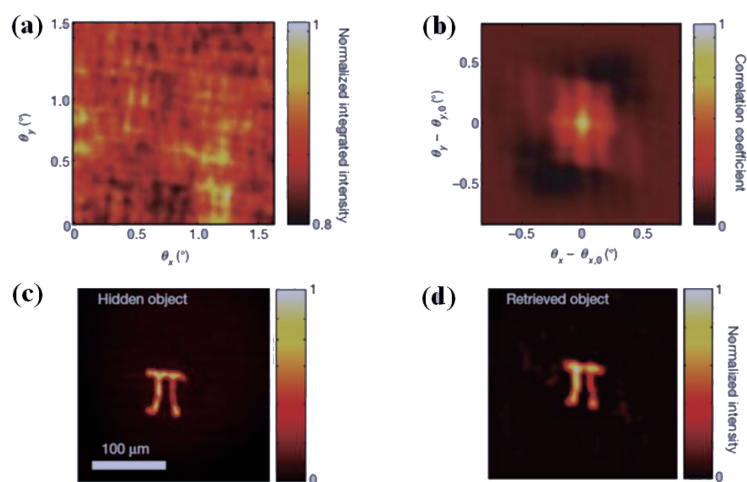 (a)
1.5
1.0
0.5
0
0
0.5
1.0
1.5
θy (°)
θx (°)
1
0.8
Normalized integrated intensity
(b)
0.5
0
−0.5
−0.5
0
0.5
θy − θy,0 (°)
θx − θx,0 (°)
1
0
Correlation coefficient
(c)
Hidden object
100 μm
1
0
(d)
Retrieved object
1
0
Normalized intensity